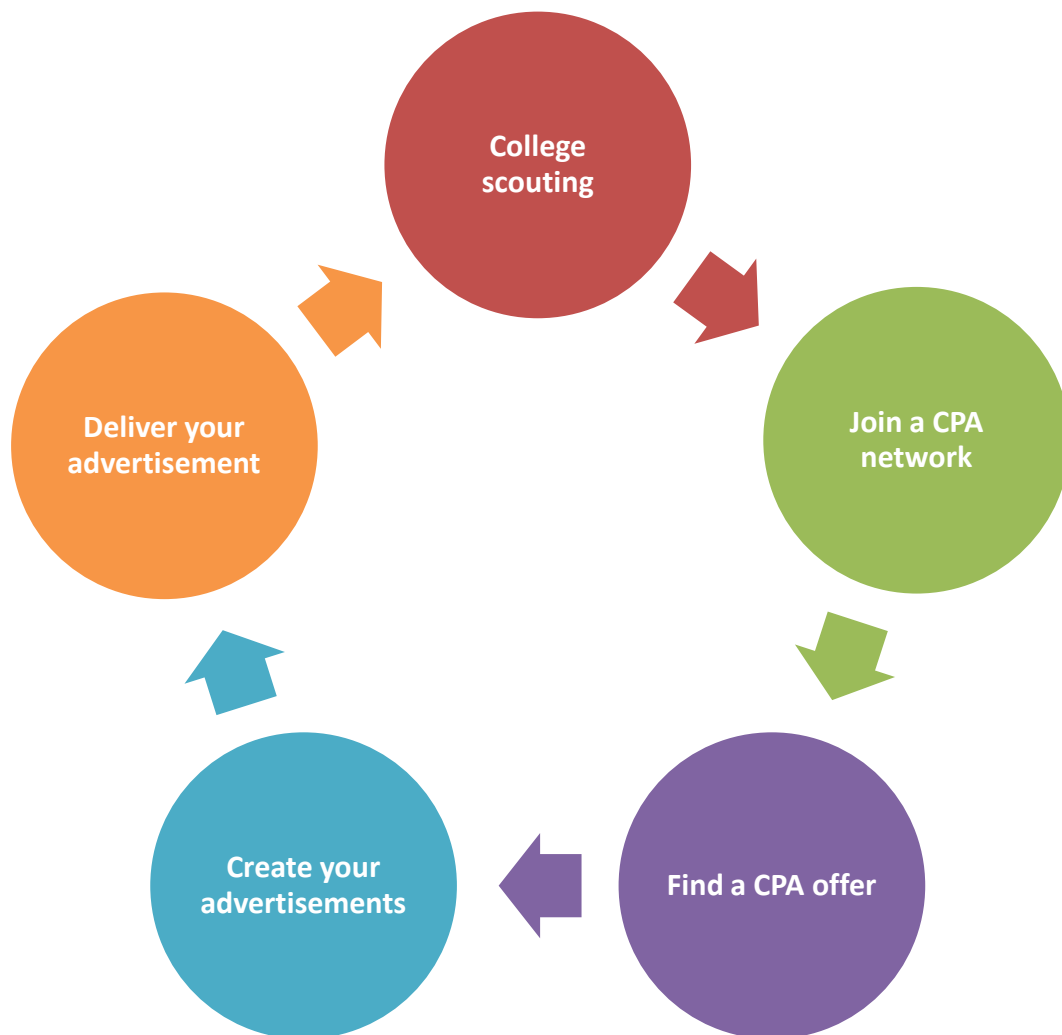 College
scouting
Join a CPA
network
Find a CPA offer
Create your
advertisements
Deliver your
advertisement